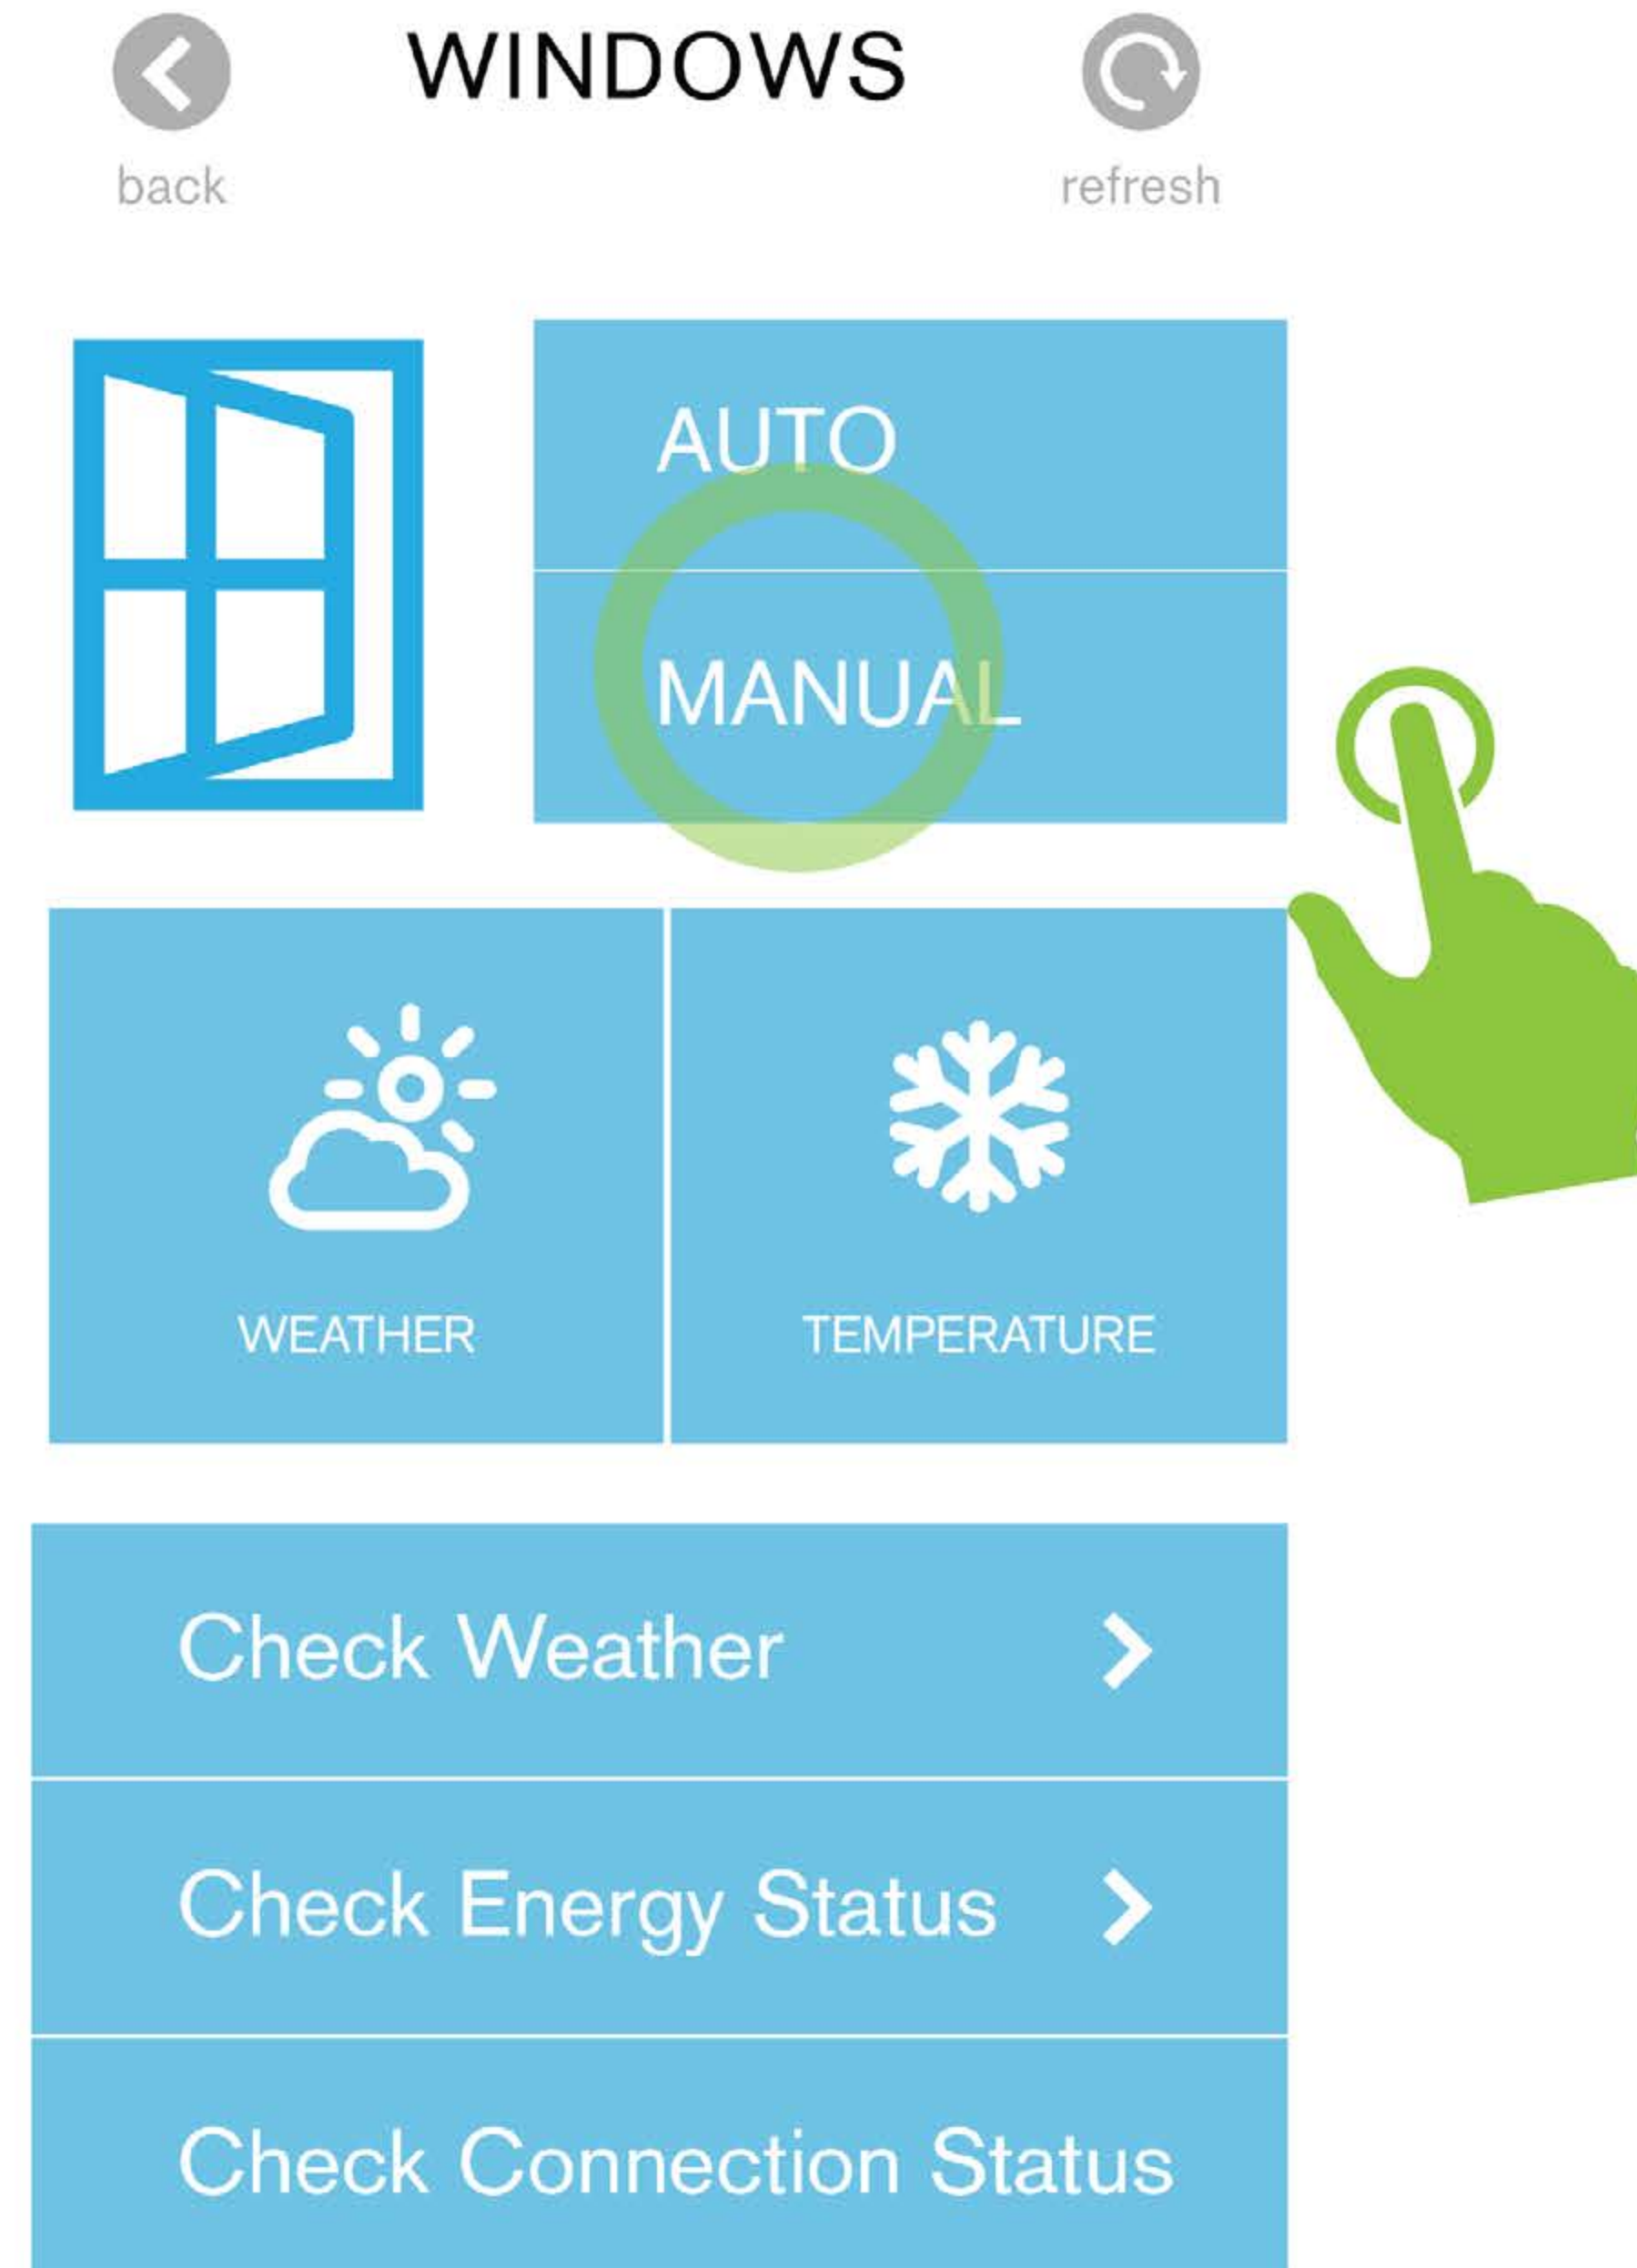 WINDOWS
back
refresh
AUTO
MANUAL
WEATHER
TEMPERATURE
Check Weather
Check Energy Status
Check Connection Status